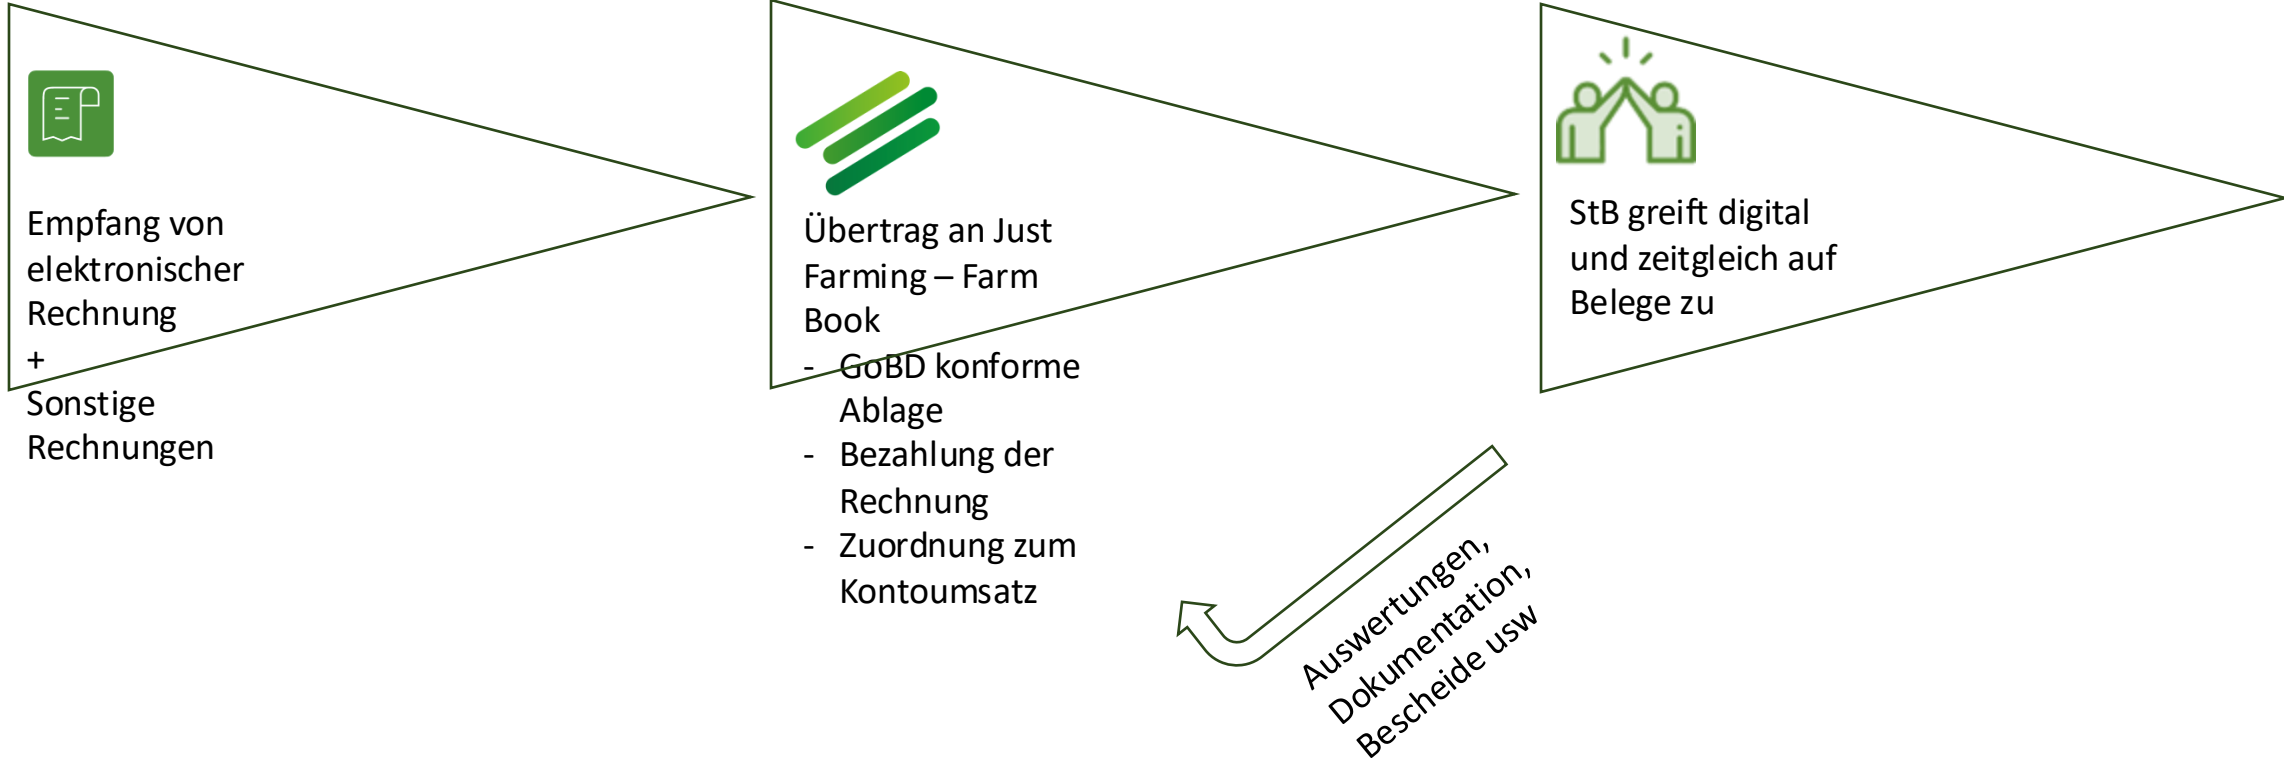 Empfang von
elektronischer
Rechnung
+
Sonstige
Rechnungen
Übertrag an Just
Farming – Farm
Book
- GoBD konforme
Ablage
- Bezahlung der
Rechnung
- Zuordnung zum
Kontoumsatz
StB greift digital
und zeitgleich auf
Belege zu
Auswertungen,
Dokumentation,
Bescheide usw